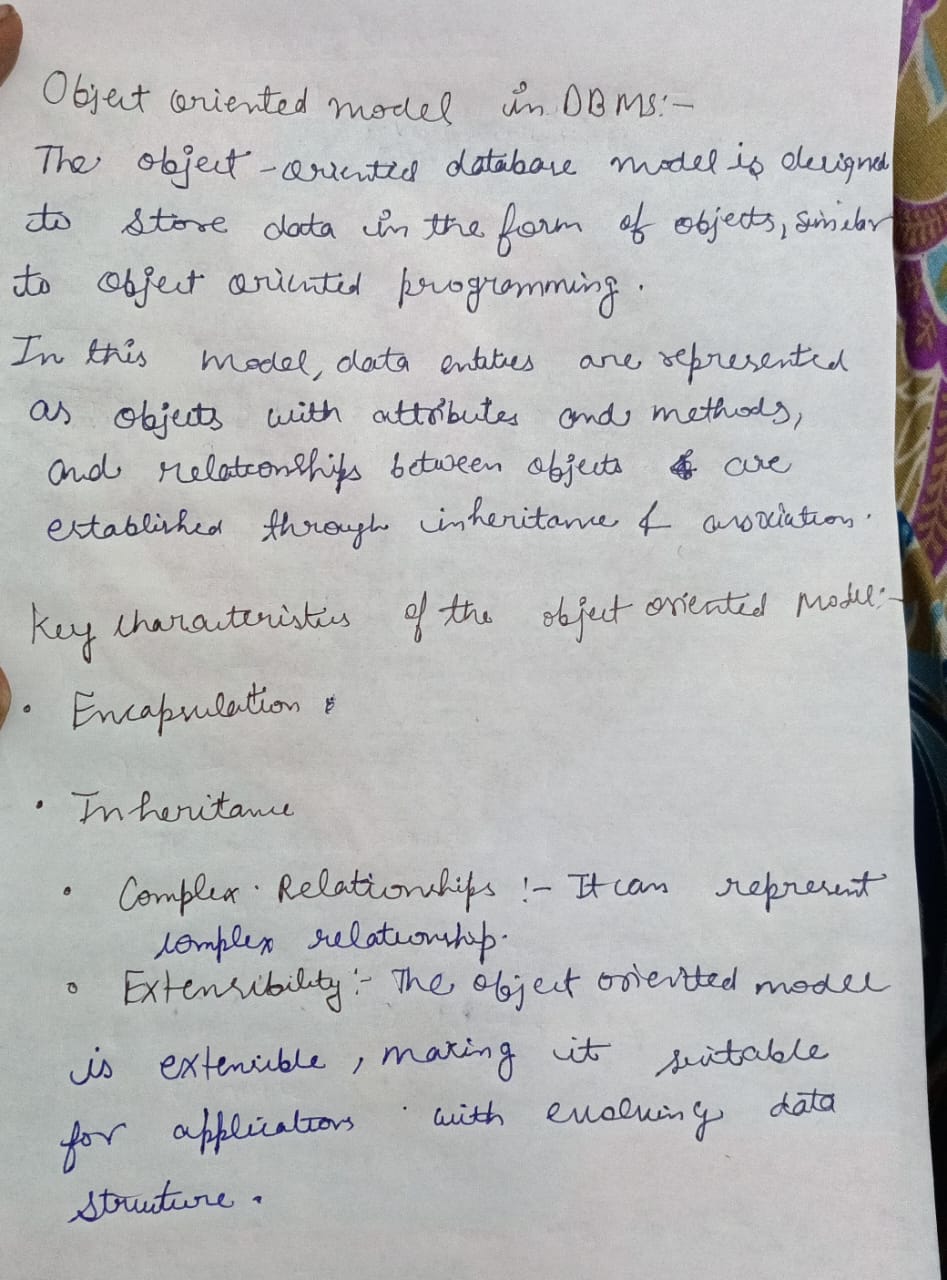 Object oriented model in DBMS:-
The object-oriented database model is designed
to store data in the form of objects, similar
to object oriented programming.
In this model, data entities are represented
as objects with attributes and methods,
and relationships between objects are
established through inheritance & association.
Key characteristics of the object oriented Model:-
• Encapsulation
• Inheritance
• Complex Relationships :- It can represent
complex relationship.
• Extensibility :- The object orientted model
is extensible, making it suitable
for applications with evolving data
structure.